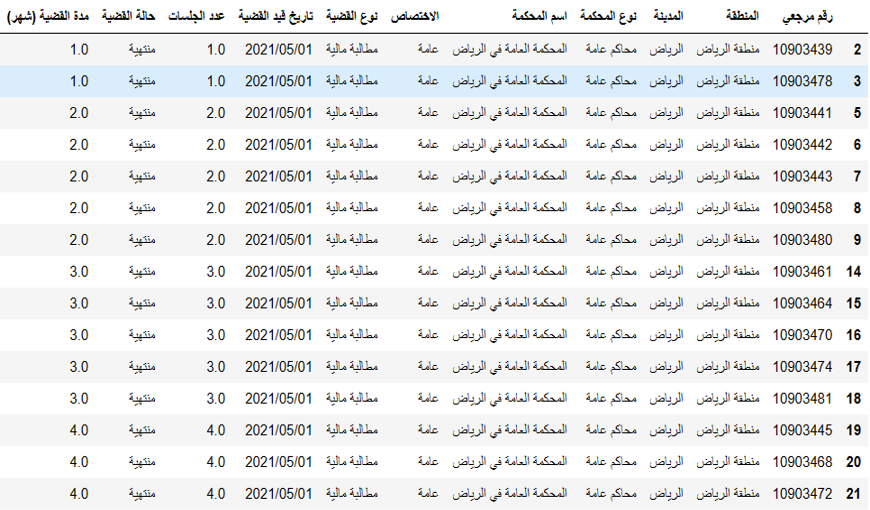 رقم مرجعي المنطقة المدينة نوع المحكمة اسم المحكمة الاختصاص نوع القضية تاريخ قيد القضية عدد الجلسات حالة القضية مدة القضية (شهر)
2 10903439 منطقة الرياض الرياض محاكم عامة المحكمة العامة في الرياض عامة مطالبة مالية 2021/05/01 1.0 منتهية 1.0
3 10903478 منطقة الرياض الرياض محاكم عامة المحكمة العامة في الرياض عامة مطالبة مالية 2021/05/01 1.0 منتهية 1.0
5 10903441 منطقة الرياض الرياض محاكم عامة المحكمة العامة في الرياض عامة مطالبة مالية 2021/05/01 2.0 منتهية 2.0
6 10903442 منطقة الرياض الرياض محاكم عامة المحكمة العامة في الرياض عامة مطالبة مالية 2021/05/01 2.0 منتهية 2.0
7 10903443 منطقة الرياض الرياض محاكم عامة المحكمة العامة في الرياض عامة مطالبة مالية 2021/05/01 2.0 منتهية 2.0
8 10903458 منطقة الرياض الرياض محاكم عامة المحكمة العامة في الرياض عامة مطالبة مالية 2021/05/01 2.0 منتهية 2.0
9 10903480 منطقة الرياض الرياض محاكم عامة المحكمة العامة في الرياض عامة مطالبة مالية 2021/05/01 2.0 منتهية 2.0
14 10903461 منطقة الرياض الرياض محاكم عامة المحكمة العامة في الرياض عامة مطالبة مالية 2021/05/01 3.0 منتهية 3.0
15 10903464 منطقة الرياض الرياض محاكم عامة المحكمة العامة في الرياض عامة مطالبة مالية 2021/05/01 3.0 منتهية 3.0
16 10903470 منطقة الرياض الرياض محاكم عامة المحكمة العامة في الرياض عامة مطالبة مالية 2021/05/01 3.0 منتهية 3.0
17 10903474 منطقة الرياض الرياض محاكم عامة المحكمة العامة في الرياض عامة مطالبة مالية 2021/05/01 3.0 منتهية 3.0
18 10903481 منطقة الرياض الرياض محاكم عامة المحكمة العامة في الرياض عامة مطالبة مالية 2021/05/01 3.0 منتهية 3.0
19 10903445 منطقة الرياض الرياض محاكم عامة المحكمة العامة في الرياض عامة مطالبة مالية 2021/05/01 4.0 منتهية 4.0
20 10903468 منطقة الرياض الرياض محاكم عامة المحكمة العامة في الرياض عامة مطالبة مالية 2021/05/01 4.0 منتهية 4.0
21 10903472 منطقة الرياض الرياض محاكم عامة المحكمة العامة في الرياض عامة مطالبة مالية 2021/05/01 4.0 منتهية 4.0